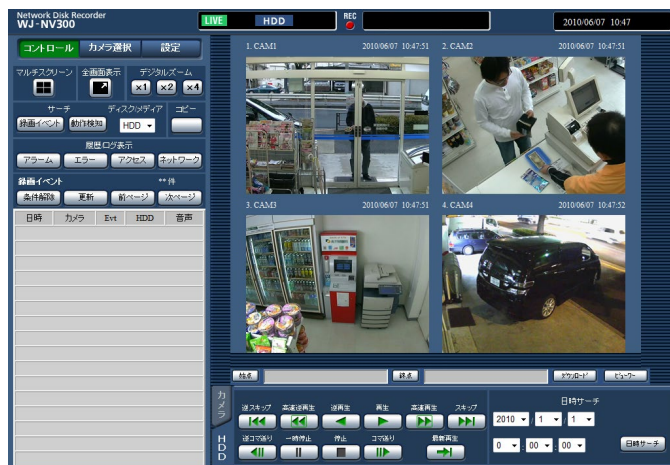 Network Disk Recorder
WJ-NV300
LIVE
HDD
REC
2010/06/07 10:47
コントロール
カメラ選択
設定
マルチスクリーン
全画面表示
デジタルズーム
x1
x2
x4
サーチ
ディスク/メディア
コピー
録画イベント
動作検知
HDD
履歴ログ表示
アラーム
エラー
アクセス
ネットワーク
録画イベント
**件
条件解除
更新
前ページ
次ページ
日時
カメラ
Evt
HDD
音声
1. CAM1
2010/06/07 10:47:51
2. CAM2
2010/06/07 10:47:51
3. CAM3
2010/06/07 10:47:51
4. CAM4
2010/06/07 10:47:52
始点
終点
ダウンロード
ビューワー
カメラ
HDD
逆スキップ
高速逆再生
逆再生
再生
高速再生
スキップ
逆コマ送り
一時停止
停止
コマ送り
最新再生
日時サーチ
2010
/
1
/
1
0
:
00
:
00
日時サーチ